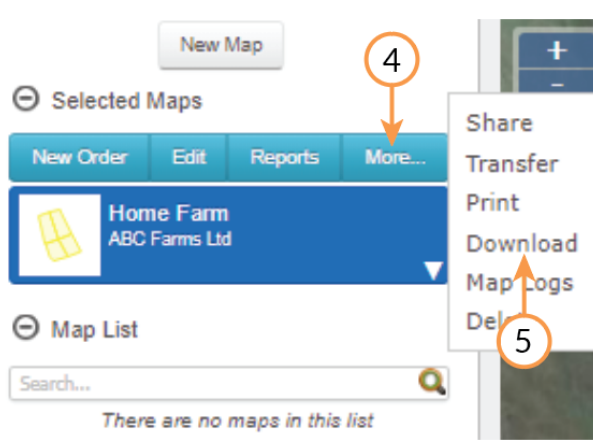 New Map
4
Selected Maps
New Order Edit Reports More...
Home Farm
ABC Farms Ltd
Map List
Search...
There are no maps in this list
+
-
Share
Transfer
Print
Download
Map Logs
5